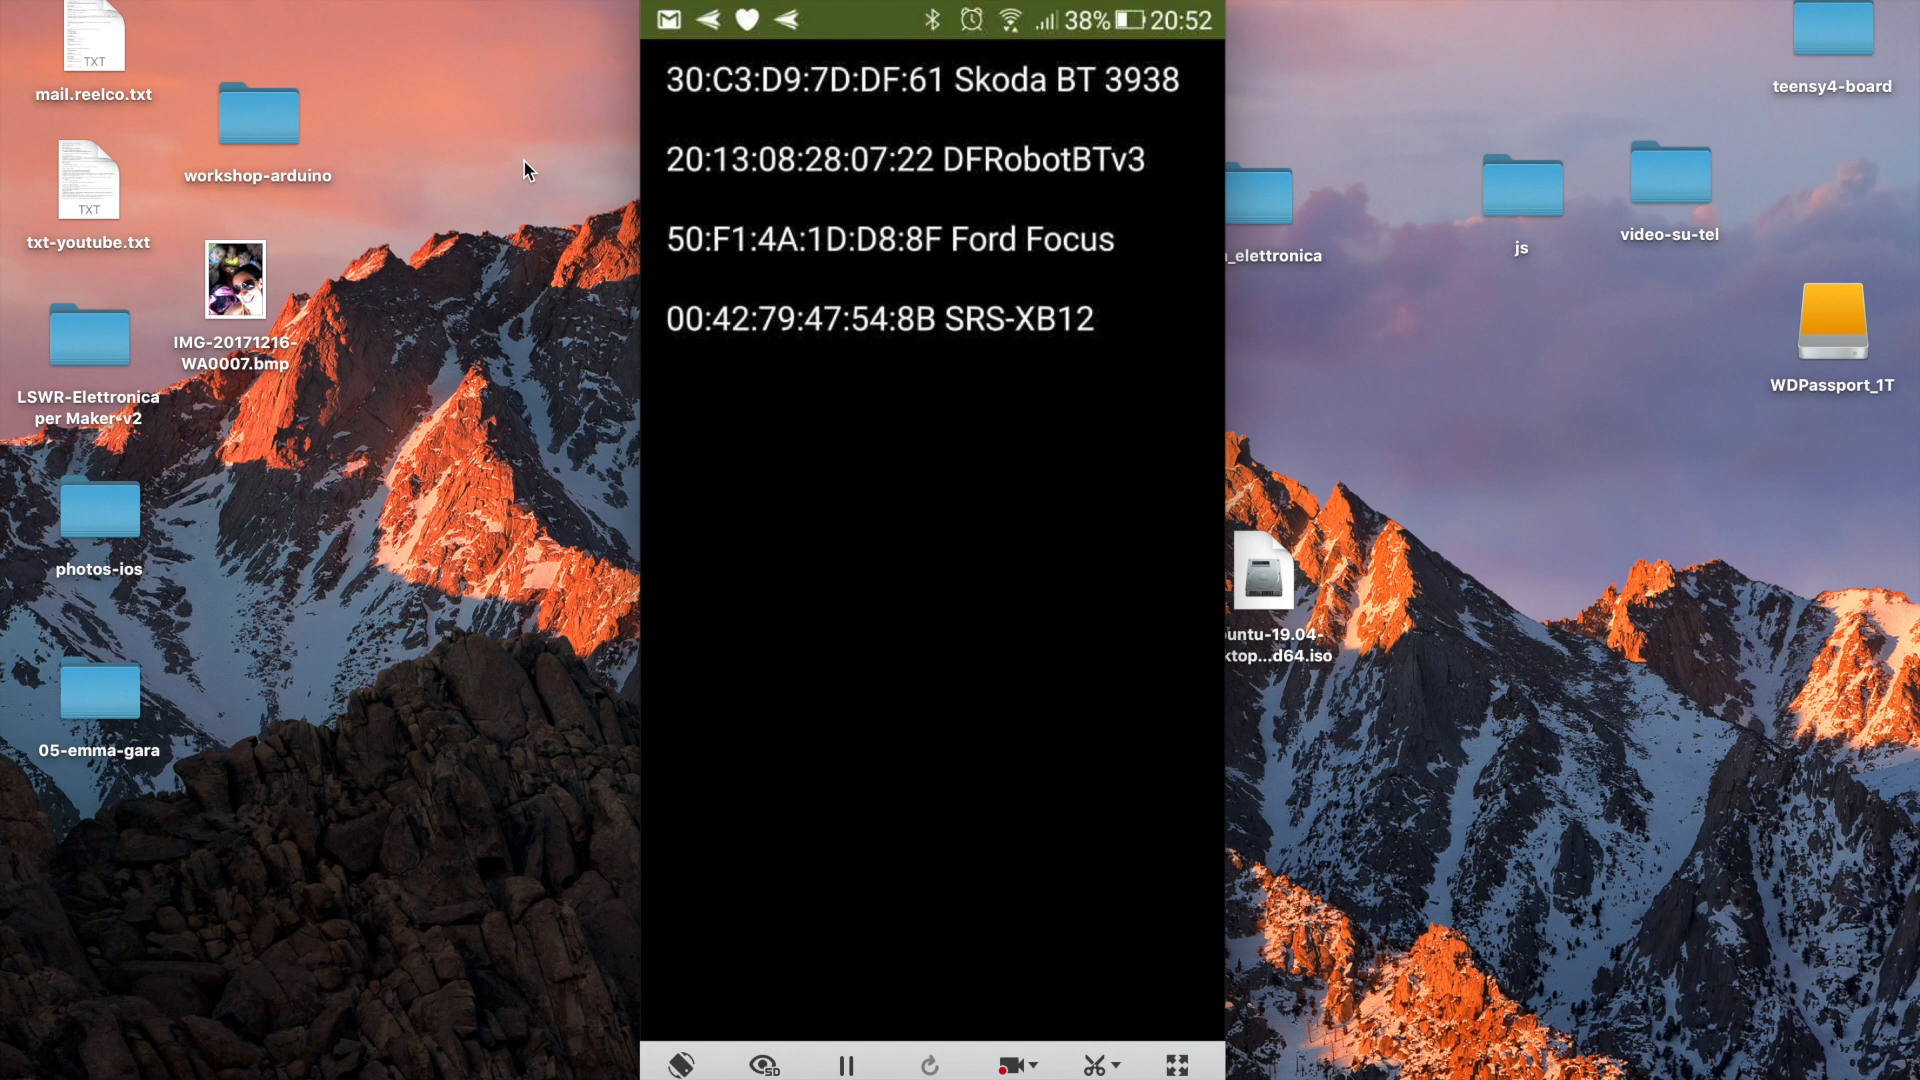 38% 20:52
30:C3:D9:7D:DF:61 Skoda BT 3938
20:13:08:28:07:22 DFRobotBTv3
50:F1:4A:1D:D8:8F Ford Focus
00:42:79:47:54:8B SRS-XB12
SD
TXT
mail.reelco.txt
workshop-arduino
TXT
txt-youtube.txt
IMG-20171216-
WA0007.bmp
LSWR-Elettronica
per Maker-v2
photos-ios
05-emma-gara
teensy4-board
_elettronica
js
video-su-tel
WDPassport_1T
untu-19.04-
ktop...d64.iso